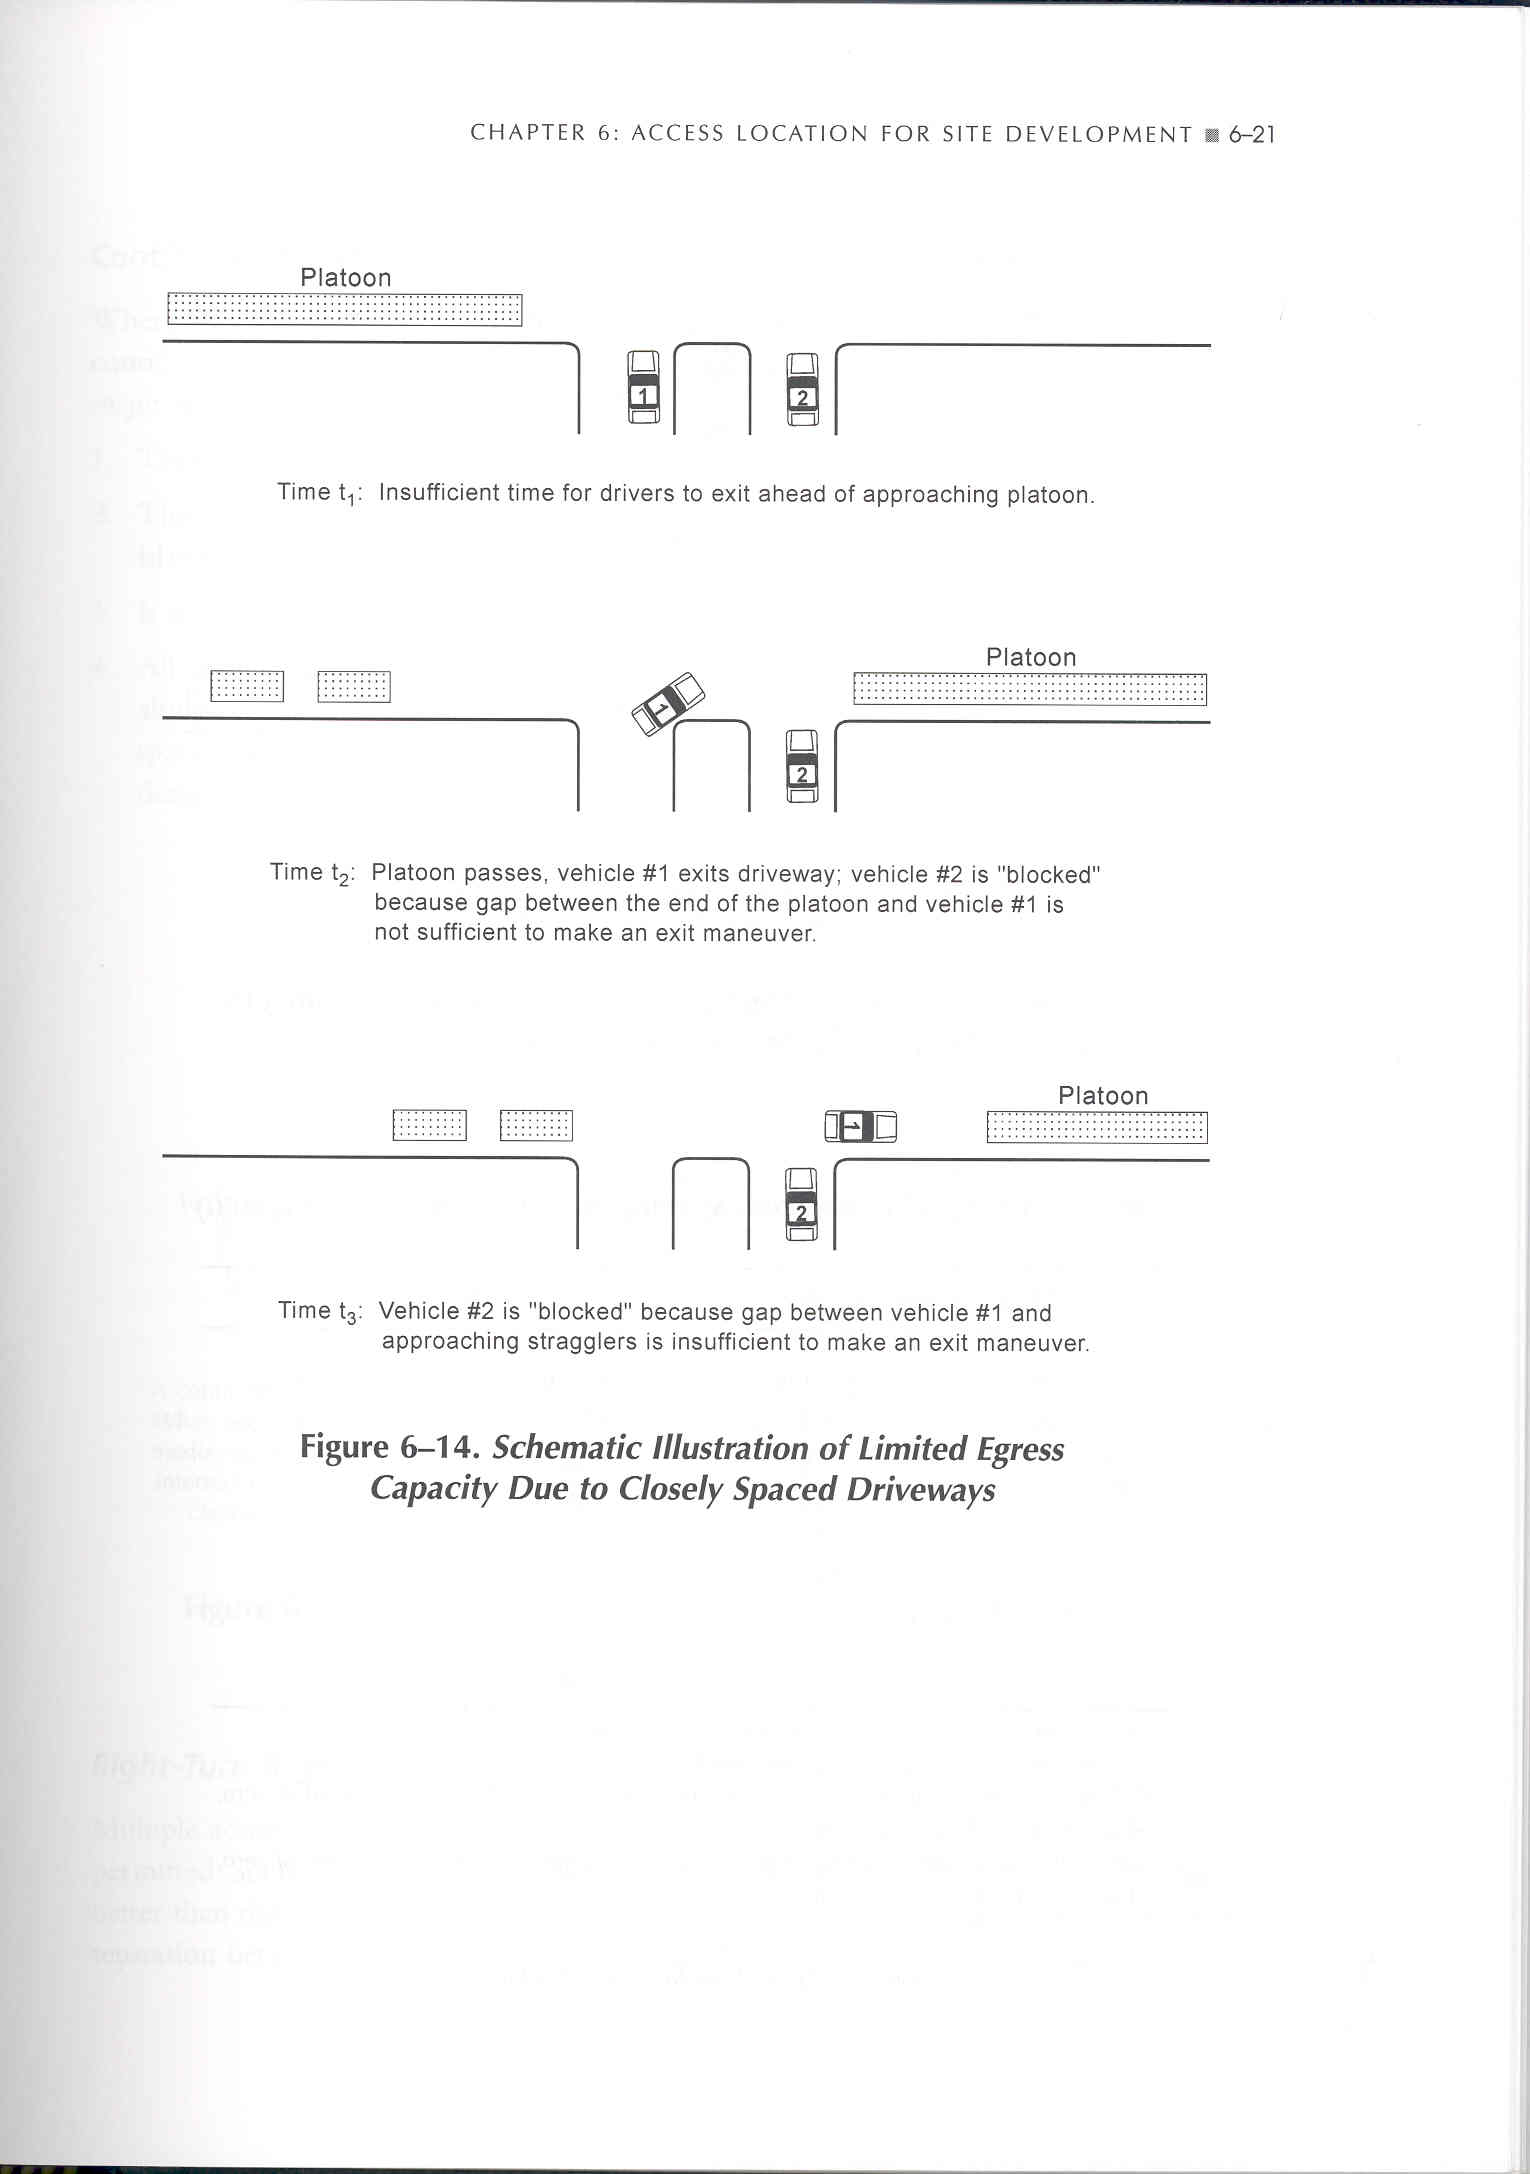 CHAPTER 6: ACCESS LOCATION FOR SITE DEVELOPMENT ▩ 6–21
Platoon
1
2
Time t₁: Insufficient time for drivers to exit ahead of approaching platoon.
Platoon
1
2
Time t₂: Platoon passes, vehicle #1 exits driveway; vehicle #2 is "blocked"
because gap between the end of the platoon and vehicle #1 is
not sufficient to make an exit maneuver.
Platoon
1
2
Time t₃: Vehicle #2 is "blocked" because gap between vehicle #1 and
approaching stragglers is insufficient to make an exit maneuver.
Figure 6–14. Schematic Illustration of Limited Egress
Capacity Due to Closely Spaced Driveways